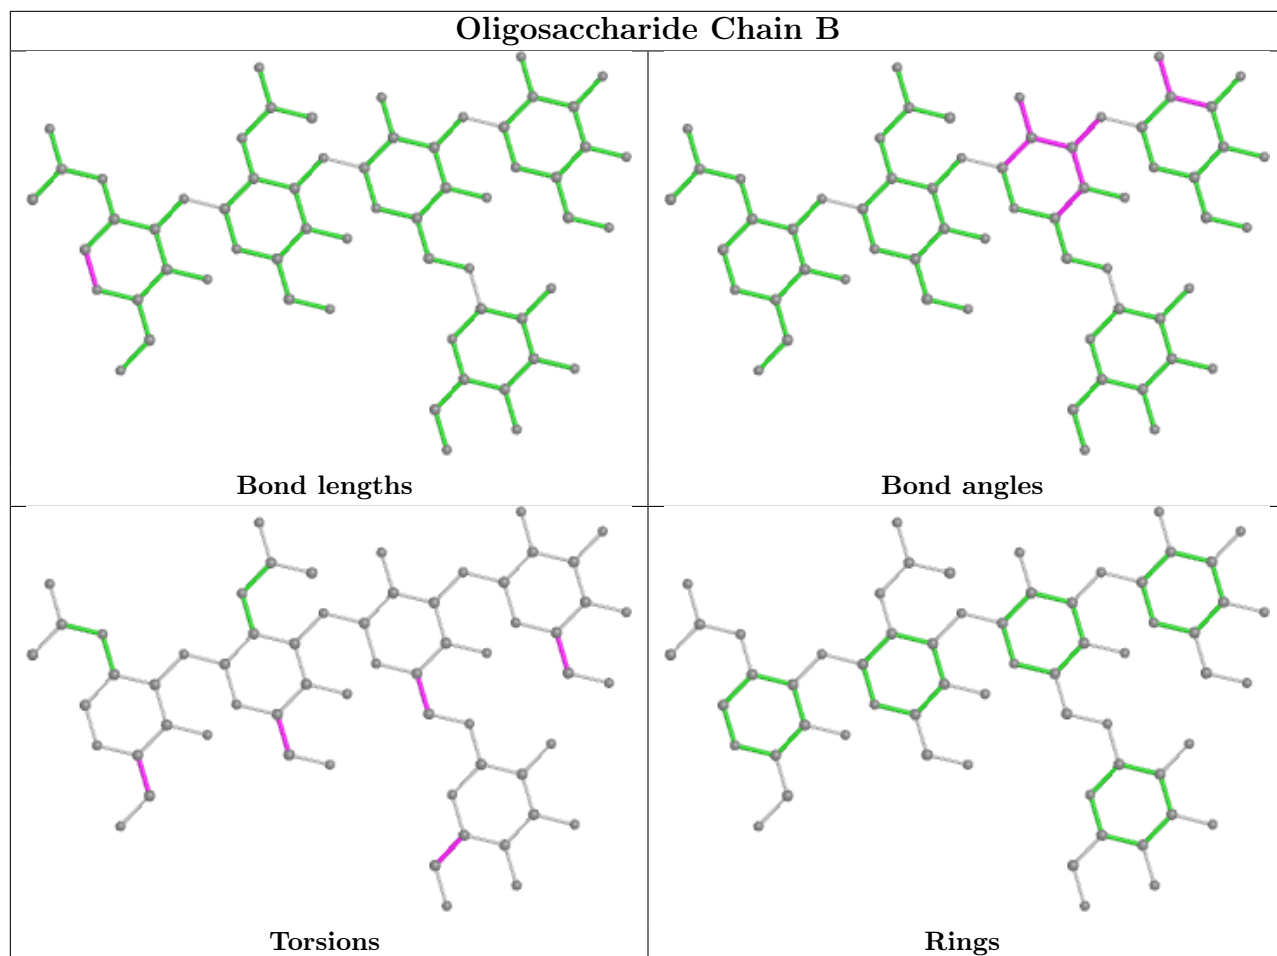 Oligosaccharide Chain B
Bond lengths
Bond angles
Torsions
Rings